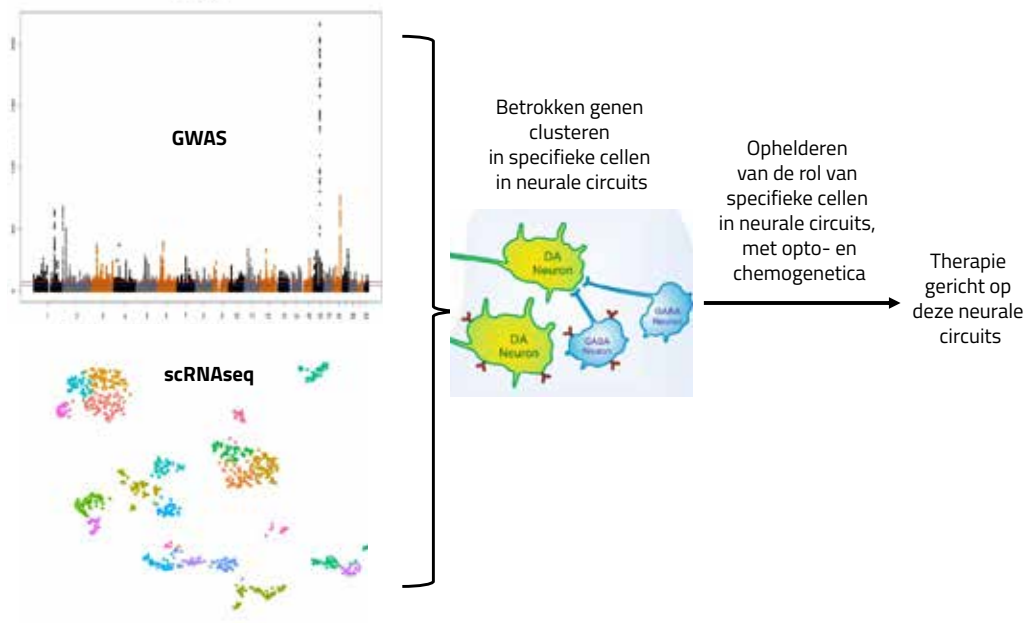 GWAS
scRNAseq
Betrokken genen
clusteren
in specifieke cellen
in neurale circuits
DA
Neuron
DA
Neuron
GABA
Neuron
GABA
Neuron
Ophelderen
van de rol van
specifieke cellen
in neurale circuits,
met opto- en
chemogenetica
Therapie
gericht op
deze neurale
circuits